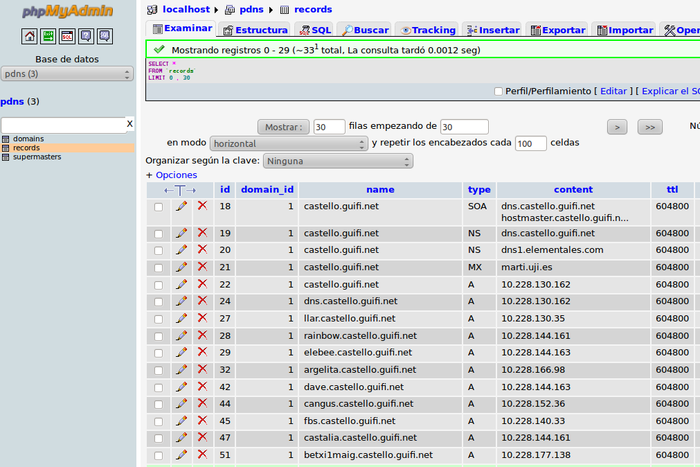 phpMyAdmin
Base de datos
pdns (3)
pdns (3)
X
domains
records
supermasters
localhost pdns records
Examinar Estructura SQL Buscar Tracking Insertar Exportar Importar Oper
Mostrando registros 0 - 29 (~33¹ total, La consulta tardó 0.0012 seg)
SELECT *
FROM `records`
LIMIT 0 , 30
Perfil/Perfilamiento [ Editar ] [ Explicar el SQ
Mostrar : 30 filas empezando de 30 > >> Nú
en modo horizontal y repetir los encabezados cada 100 celdas
Organizar según la clave: Ninguna
+ Opciones
←T→ id domain_id name type content ttl
18 1 castello.guifi.net SOA dns.castello.guifi.net 604800
hostmaster.castello.guifi.n...
19 1 castello.guifi.net NS dns.castello.guifi.net 604800
20 1 castello.guifi.net NS dns1.elementales.com 604800
21 1 castello.guifi.net MX marti.uji.es 604800
22 1 castello.guifi.net A 10.228.130.162 604800
24 1 dns.castello.guifi.net A 10.228.130.162 604800
27 1 llar.castello.guifi.net A 10.228.130.35 604800
28 1 rainbow.castello.guifi.net A 10.228.144.161 604800
29 1 elebee.castello.guifi.net A 10.228.144.163 604800
32 1 argelita.castello.guifi.net A 10.228.166.98 604800
42 1 dave.castello.guifi.net A 10.228.144.163 604800
44 1 cangus.castello.guifi.net A 10.228.152.36 604800
45 1 fbs.castello.guifi.net A 10.228.140.33 604800
47 1 castalia.castello.guifi.net A 10.228.144.161 604800
51 1 betxi1maig.castello.guifi.net A 10.228.177.138 604800